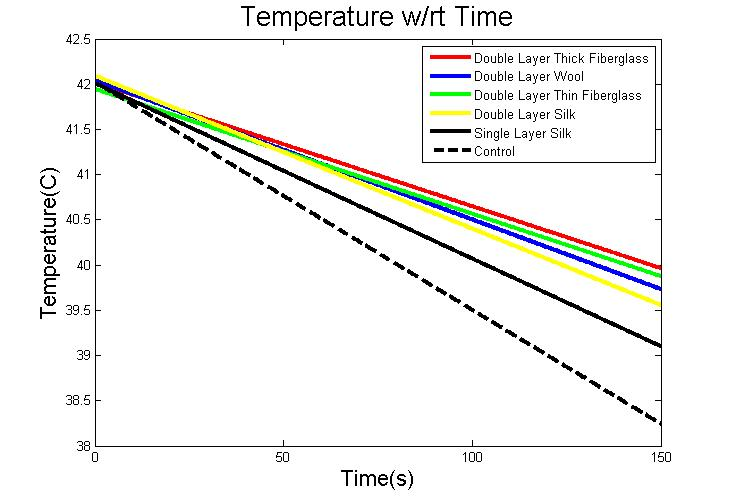 Temperature w/rt Time
42.5
42
41.5
41
40.5
40
39.5
39
38.5
38
Temperature(C)
Double Layer Thick Fiberglass
Double Layer Wool
Double Layer Thin Fiberglass
Double Layer Silk
Single Layer Silk
Control
0
50
100
150
Time(s)